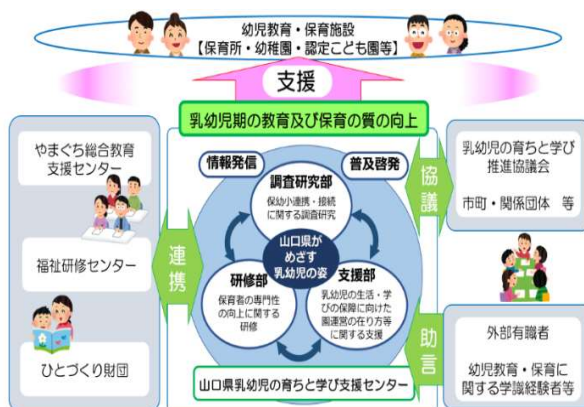 幼児教育・保育施設
【保育所・幼稚園・認定こども園等】
支援
乳幼児期の教育及び保育の質の向上
やまぐち総合教育
支援センター
福祉研修センター
ひとづくり財団
連携
情報発信
普及啓発
調査研究部
保幼小連携・接続
に関する調査研究
山口県が
めざす
乳幼児の姿
研修部
保育者の専門性
の向上に関する
研修
支援部
乳幼児の生活・学
びの保障に向けた
園運営の在り方等
に関する支援
山口県乳幼児の育ちと学び支援センター
協議
乳幼児の育ちと学び
推進協議会
市町・関係団体　等
助言
外部有識者
幼児教育・保育に
関する学識経験者等